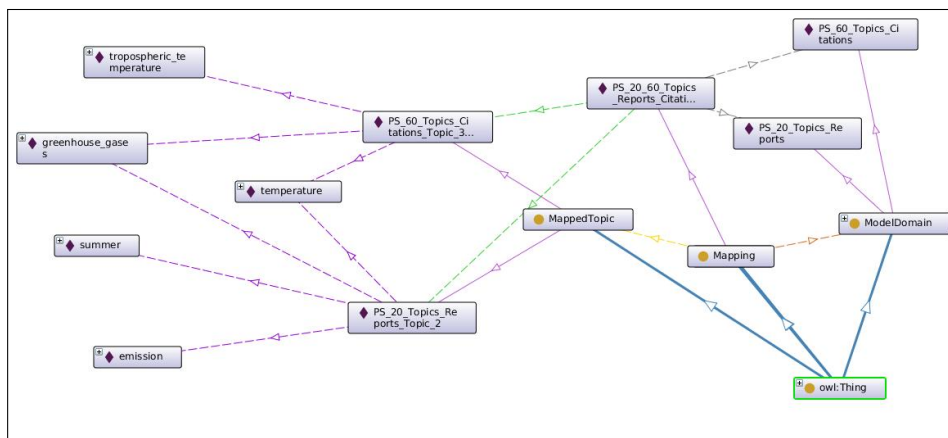 PS_60_Topics_Ci
tations
tropospheric_te
mperature
PS_20_60_Topics
_Reports_Citati...
PS_60_Topics_Ci
tations_Topic_3...
PS_20_Topics_Re
ports
greenhouse_gase
s
temperature
MappedTopic
ModelDomain
summer
Mapping
PS_20_Topics_Re
ports_Topic_2
emission
owl:Thing